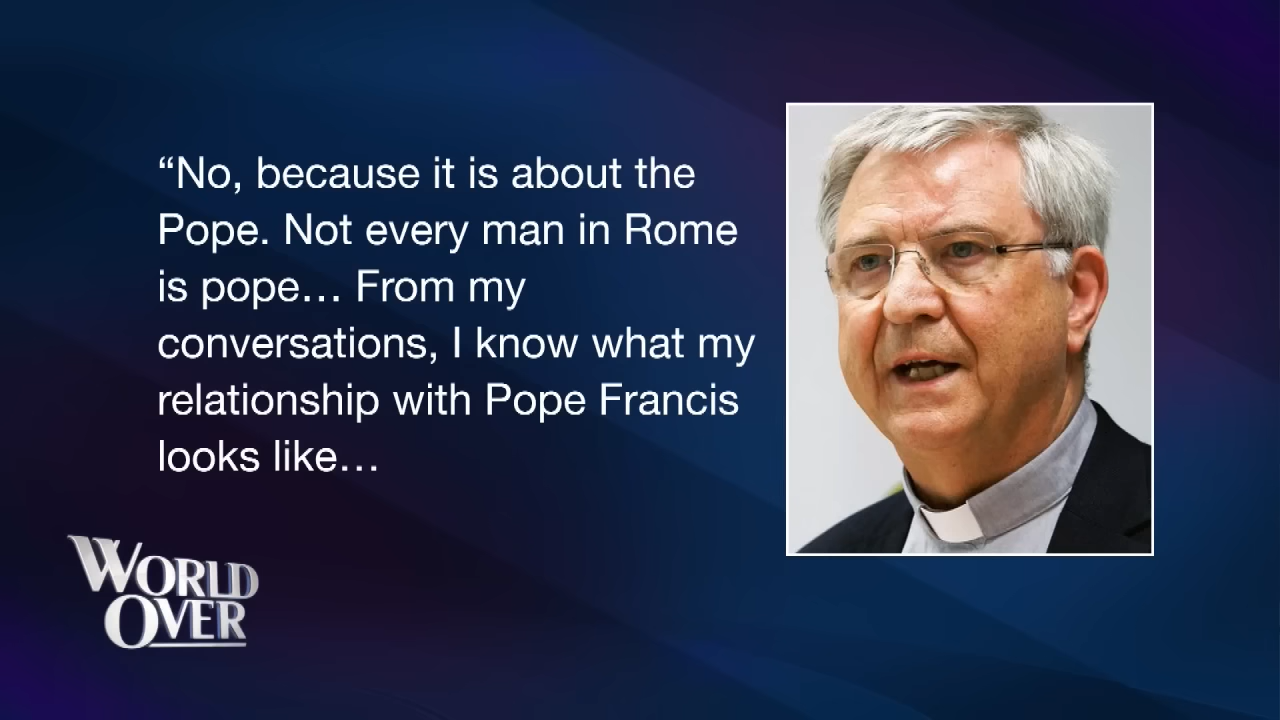 “No, because it is about the
Pope. Not every man in Rome
is pope… From my
conversations, I know what my
relationship with Pope Francis
looks like…
WORLD
OVER